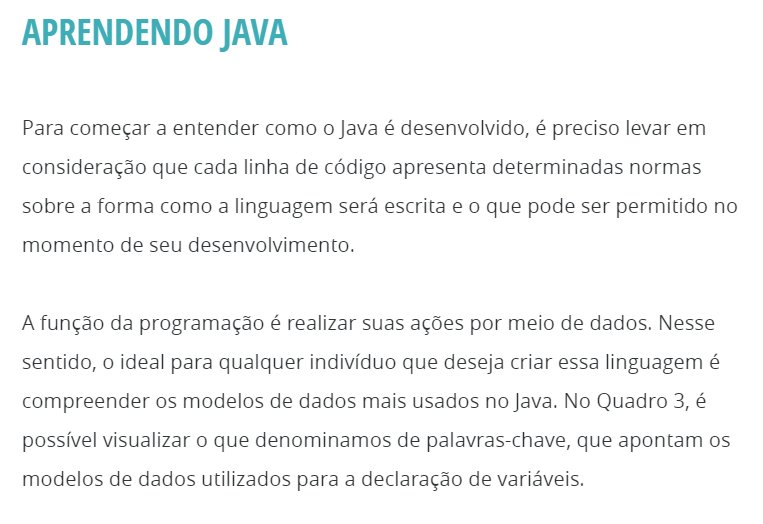 APRENDENDO JAVA
Para começar a entender como o Java é desenvolvido, é preciso levar em
consideração que cada linha de código apresenta determinadas normas
sobre a forma como a linguagem será escrita e o que pode ser permitido no
momento de seu desenvolvimento.
A função da programação é realizar suas ações por meio de dados. Nesse
sentido, o ideal para qualquer indivíduo que deseja criar essa linguagem é
compreender os modelos de dados mais usados no Java. No Quadro 3, é
possível visualizar o que denominamos de palavras-chave, que apontam os
modelos de dados utilizados para a declaração de variáveis.